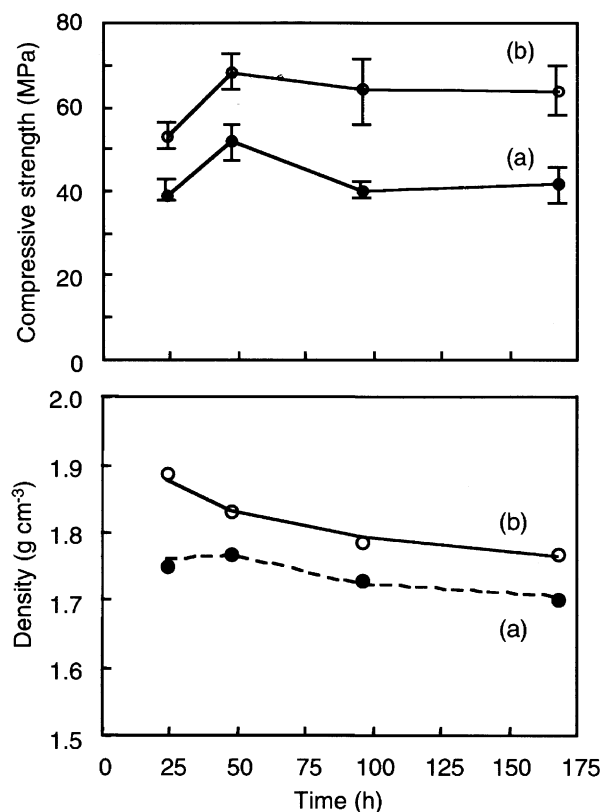 Compressive strength (MPa)
80
60
40
20
0
(b)
(a)
Density (g cm-3)
2.0
1.9
1.8
1.7
1.6
1.5
(b)
(a)
0 25 50 75 100 125 150 175
Time (h)